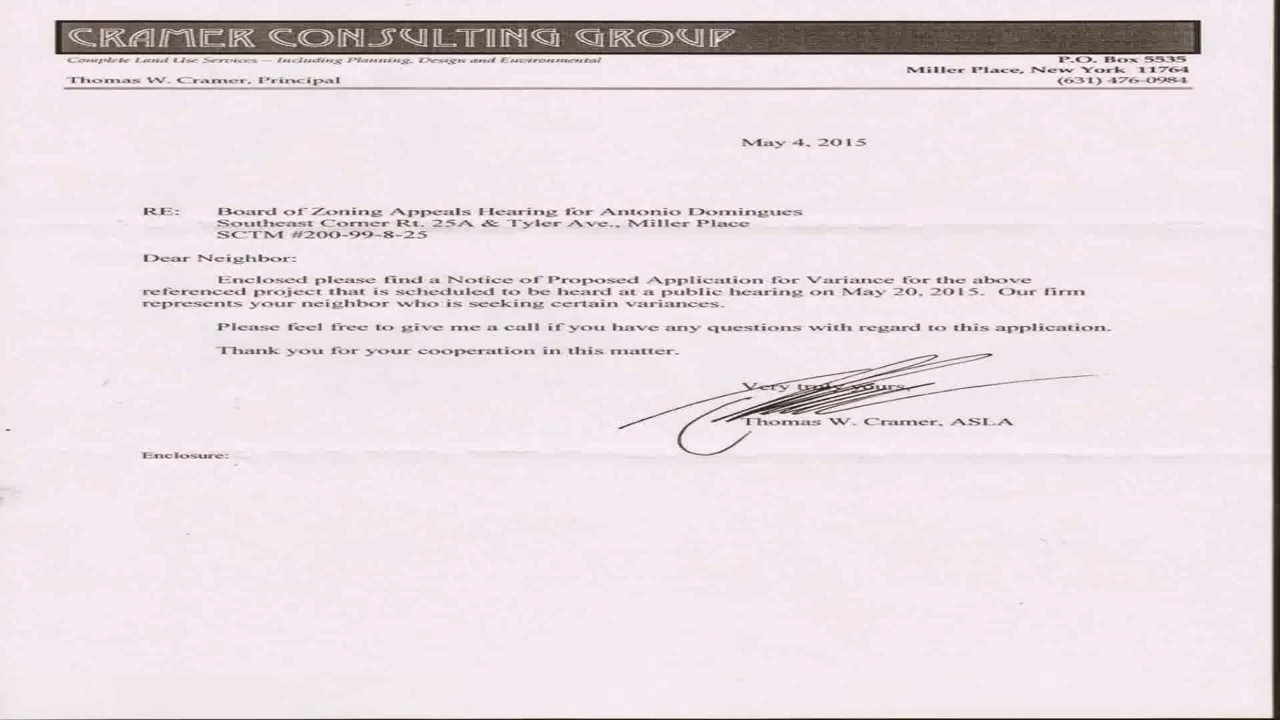 CRAMER CONSULTING GROUP
Complete Land Use Services – Including Planning, Design and Environmental
Thomas W. Cramer, Principal
P.O. Box 5535
Miller Place, New York 11764
(631) 476-0984
May 4, 2015
RE: Board of Zoning Appeals Hearing for Antonio Domingues
Southeast Corner Rt. 25A & Tyler Ave., Miller Place
SCTM #200-99-8-25
Dear Neighbor:
Enclosed please find a Notice of Proposed Application for Variance for the above
referenced project that is scheduled to be heard at a public hearing on May 20, 2015. Our firm
represents your neighbor who is seeking certain variances.
Please feel free to give me a call if you have any questions with regard to this application.
Thank you for your cooperation in this matter.
Very truly yours,
Thomas W. Cramer, ASLA
Enclosure: